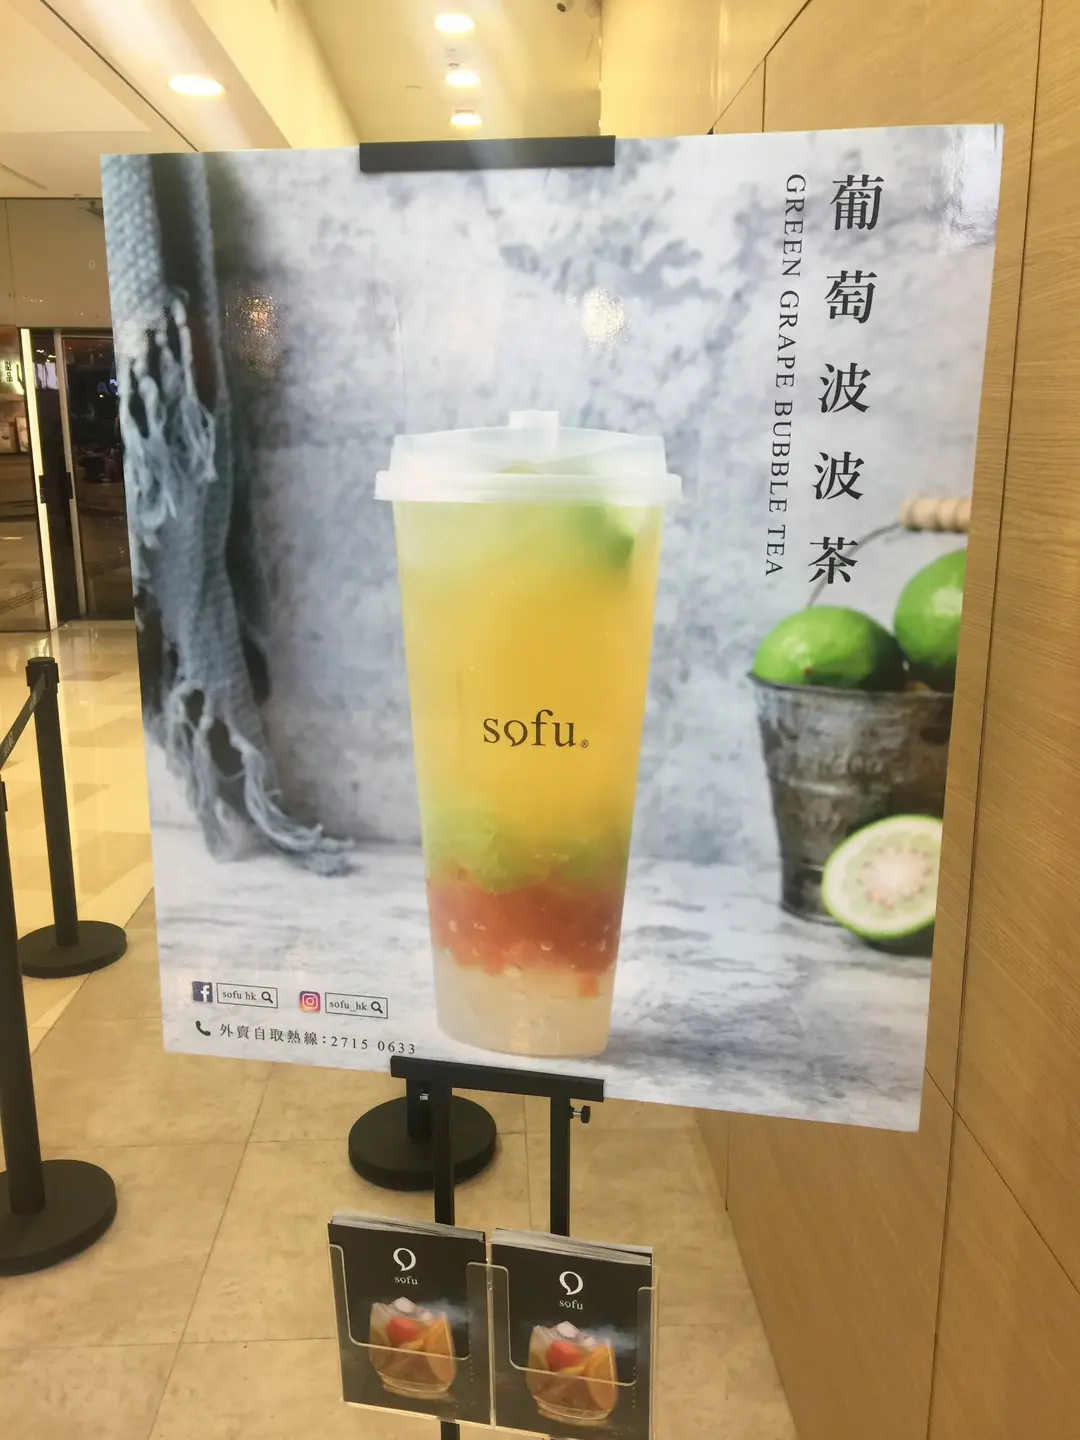 葡萄波波茶
GREEN GRAPE BUBBLE TEA
sofu®
sofu hk
sofu_hk
外賣自取熱線：2715 0633
sofu
sofu